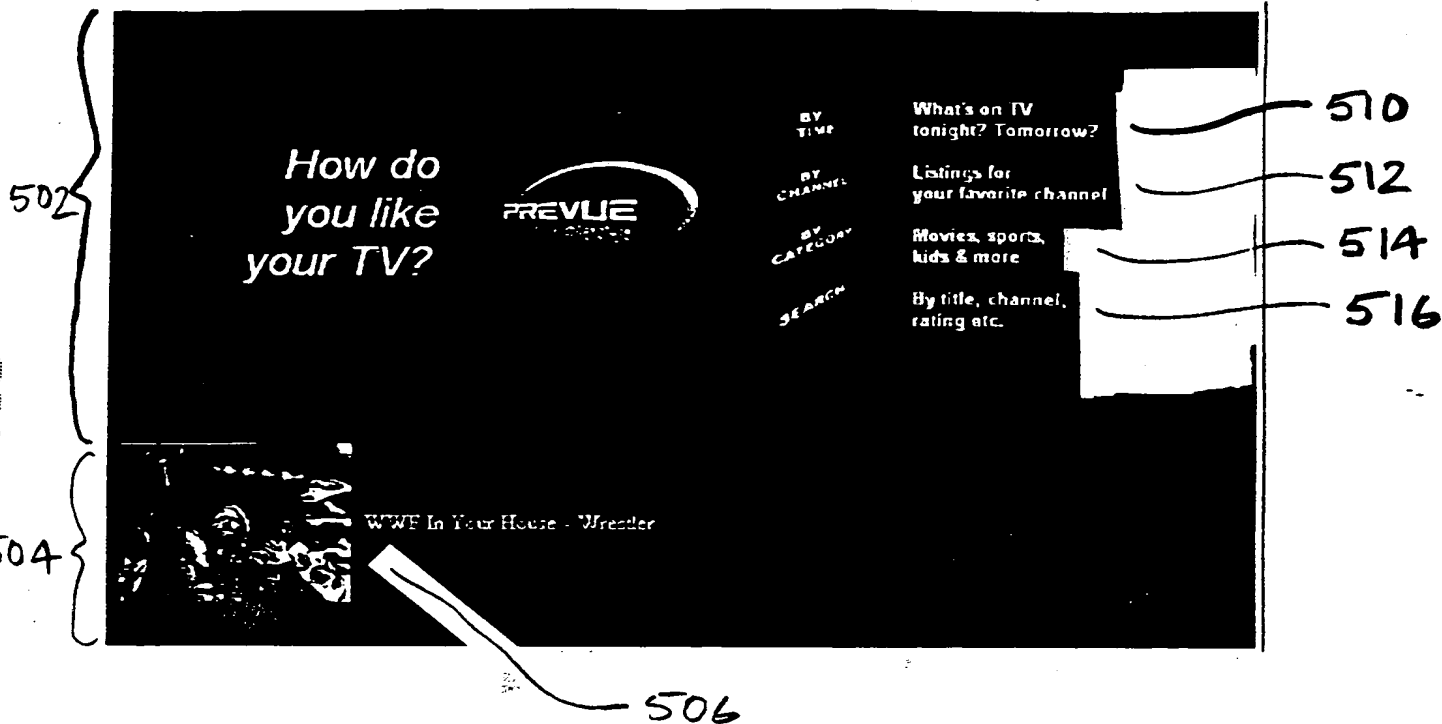 How do
you like
your TV?
PREVUE
BY
TIME
What's on TV
tonight? Tomorrow?
BY
CHANNEL
Listings for
your favorite channel
BY
CATEGORY
Movies, sports,
kids & more
SEARCH
By title, channel,
rating etc.
WWF In Your House - Wrestler
502
504
506
510
512
514
516